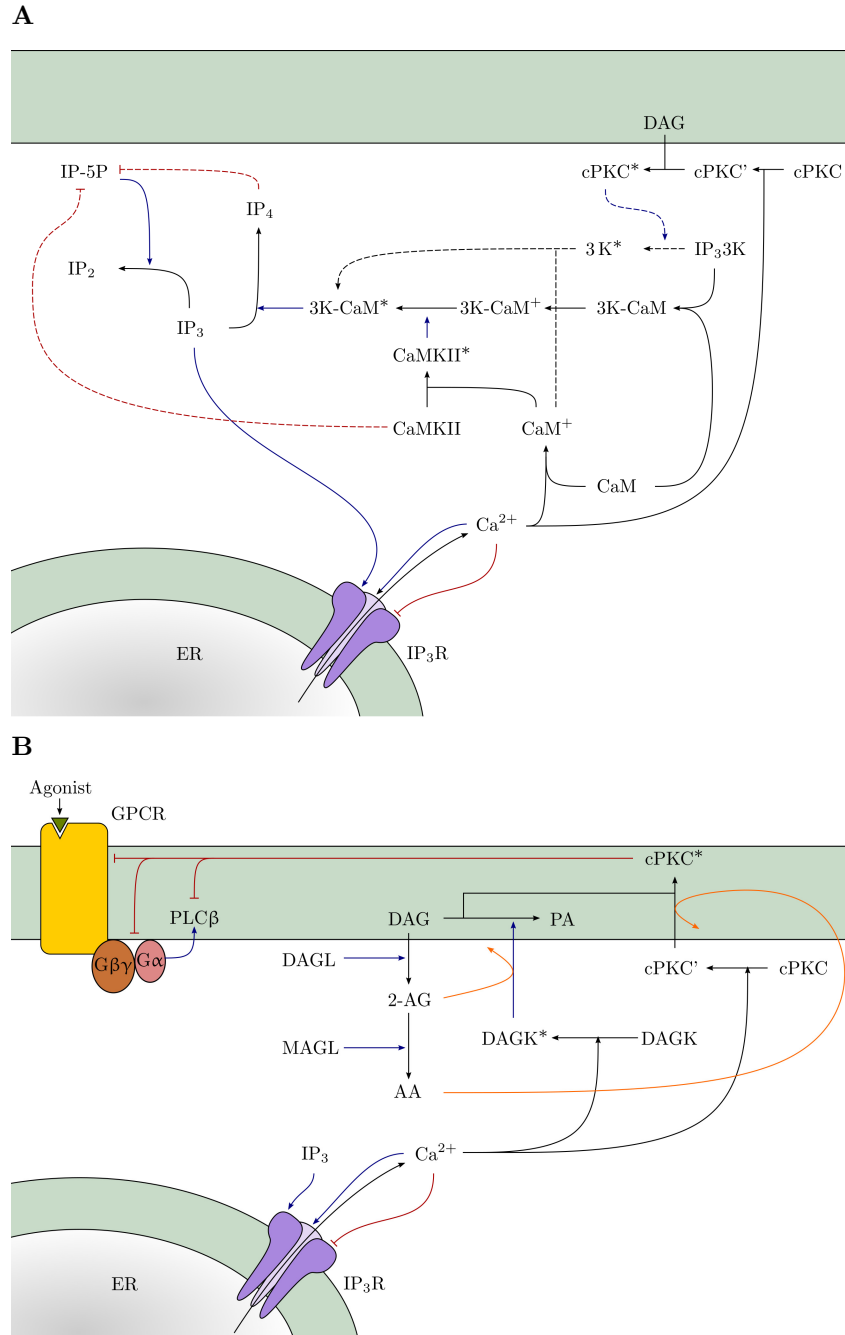 A
DAG
IP-5P
cPKC*
cPKC'
cPKC
IP₄
IP₂
3K*
IP₃3K
IP₃
3K-CaM*
3K-CaM⁺
3K-CaM
CaMKII*
CaMKII
CaM⁺
CaM
Ca²⁺
ER
IP₃R
B
Agonist
GPCR
cPKC*
PLCβ
DAG
PA
Gβγ
Gα
DAGL
cPKC'
cPKC
2-AG
MAGL
DAGK*
DAGK
AA
IP₃
Ca²⁺
ER
IP₃R